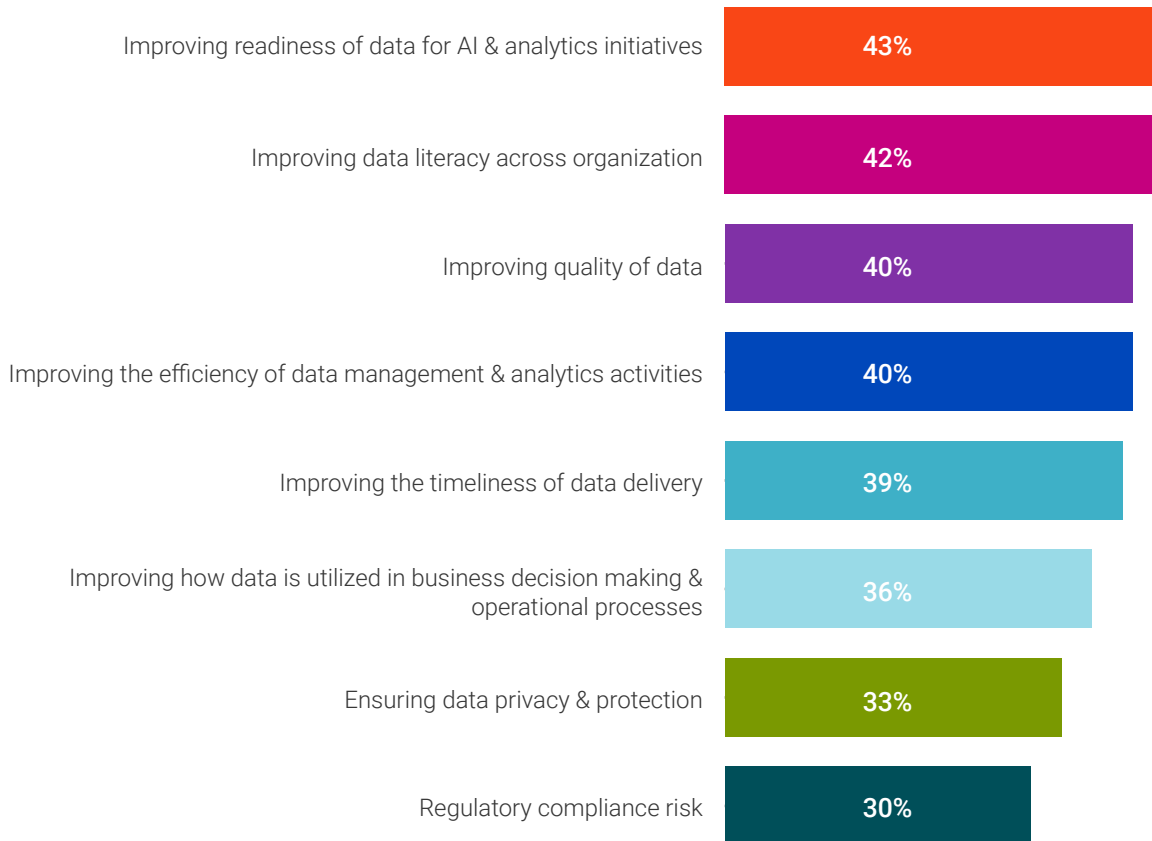 Improving readiness of data for AI & analytics initiatives 43%
Improving data literacy across organization 42%
Improving quality of data 40%
Improving the efficiency of data management & analytics activities 40%
Improving the timeliness of data delivery 39%
Improving how data is utilized in business decision making &
operational processes 36%
Ensuring data privacy & protection 33%
Regulatory compliance risk 30%